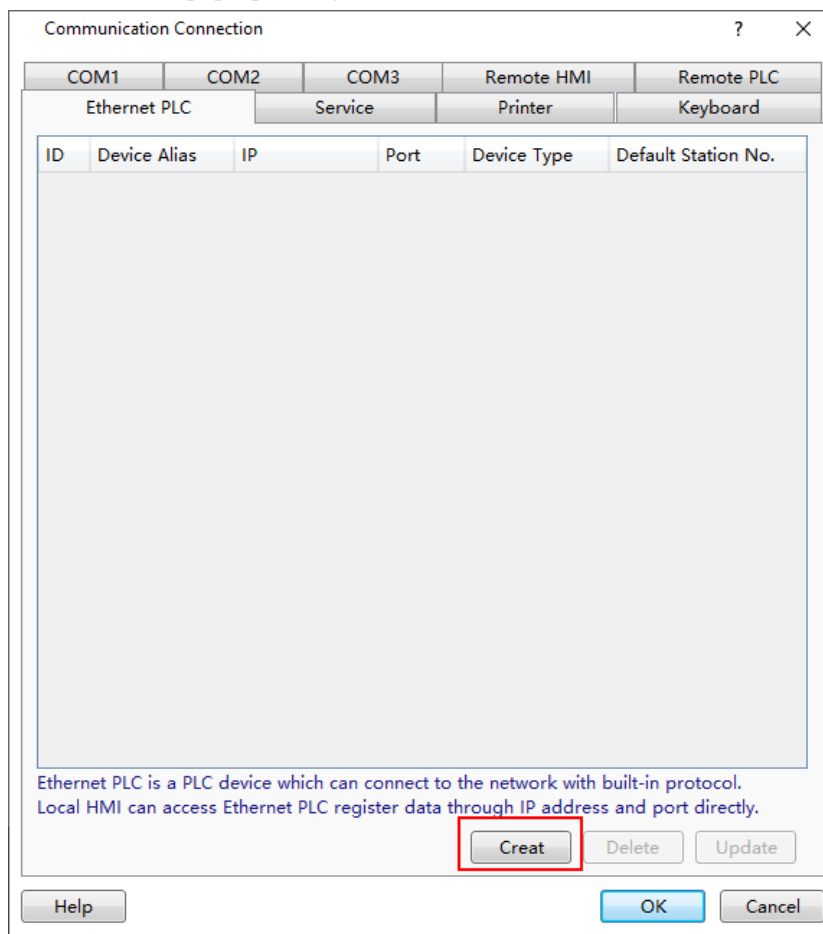 Communication Connection ? ×
COM1 COM2 COM3 Remote HMI Remote PLC
Ethernet PLC Service Printer Keyboard
ID Device Alias IP Port Device Type Default Station No.
Ethernet PLC is a PLC device which can connect to the network with built-in protocol.
Local HMI can access Ethernet PLC register data through IP address and port directly.
Creat Delete Update
Help OK Cancel